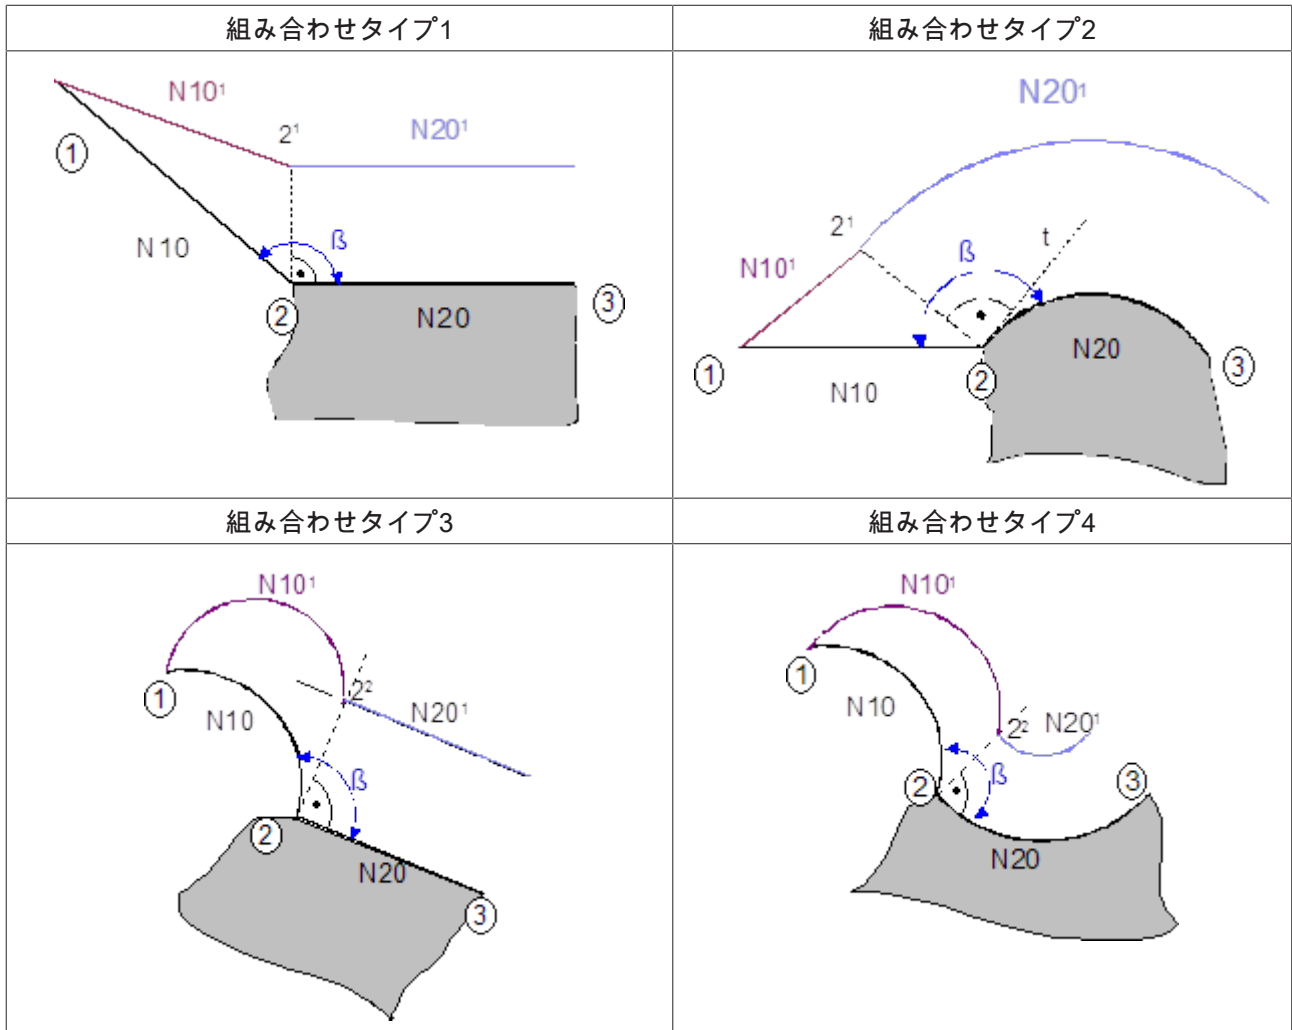 組み合わせタイプ1
組み合わせタイプ2
N10¹
2¹
N20¹
①
N10
ß
②
N20
③
N20¹
2¹
N10¹
ß
t
①
N10
②
N20
③
組み合わせタイプ3
組み合わせタイプ4
N10¹
①
N10
2²
N20¹
ß
②
N20
③
N10¹
①
N10
2²
N20¹
②
ß
③
N20